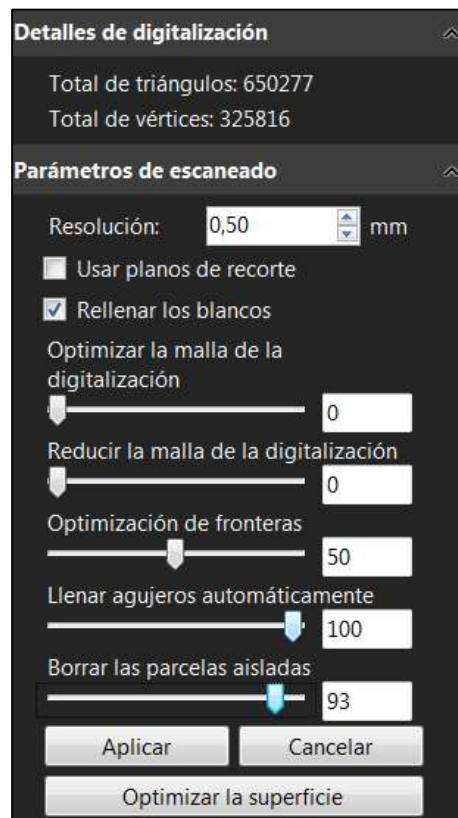 Detalles de digitalización
Total de triángulos: 650277
Total de vértices: 325816
Parámetros de escaneado
Resolución: 0,50 mm
Usar planos de recorte
Rellenar los blancos
Optimizar la malla de la
digitalización
0
Reducir la malla de la digitalización
0
Optimización de fronteras
50
Llenar agujeros automáticamente
100
Borrar las parcelas aisladas
93
Aplicar Cancelar
Optimizar la superficie